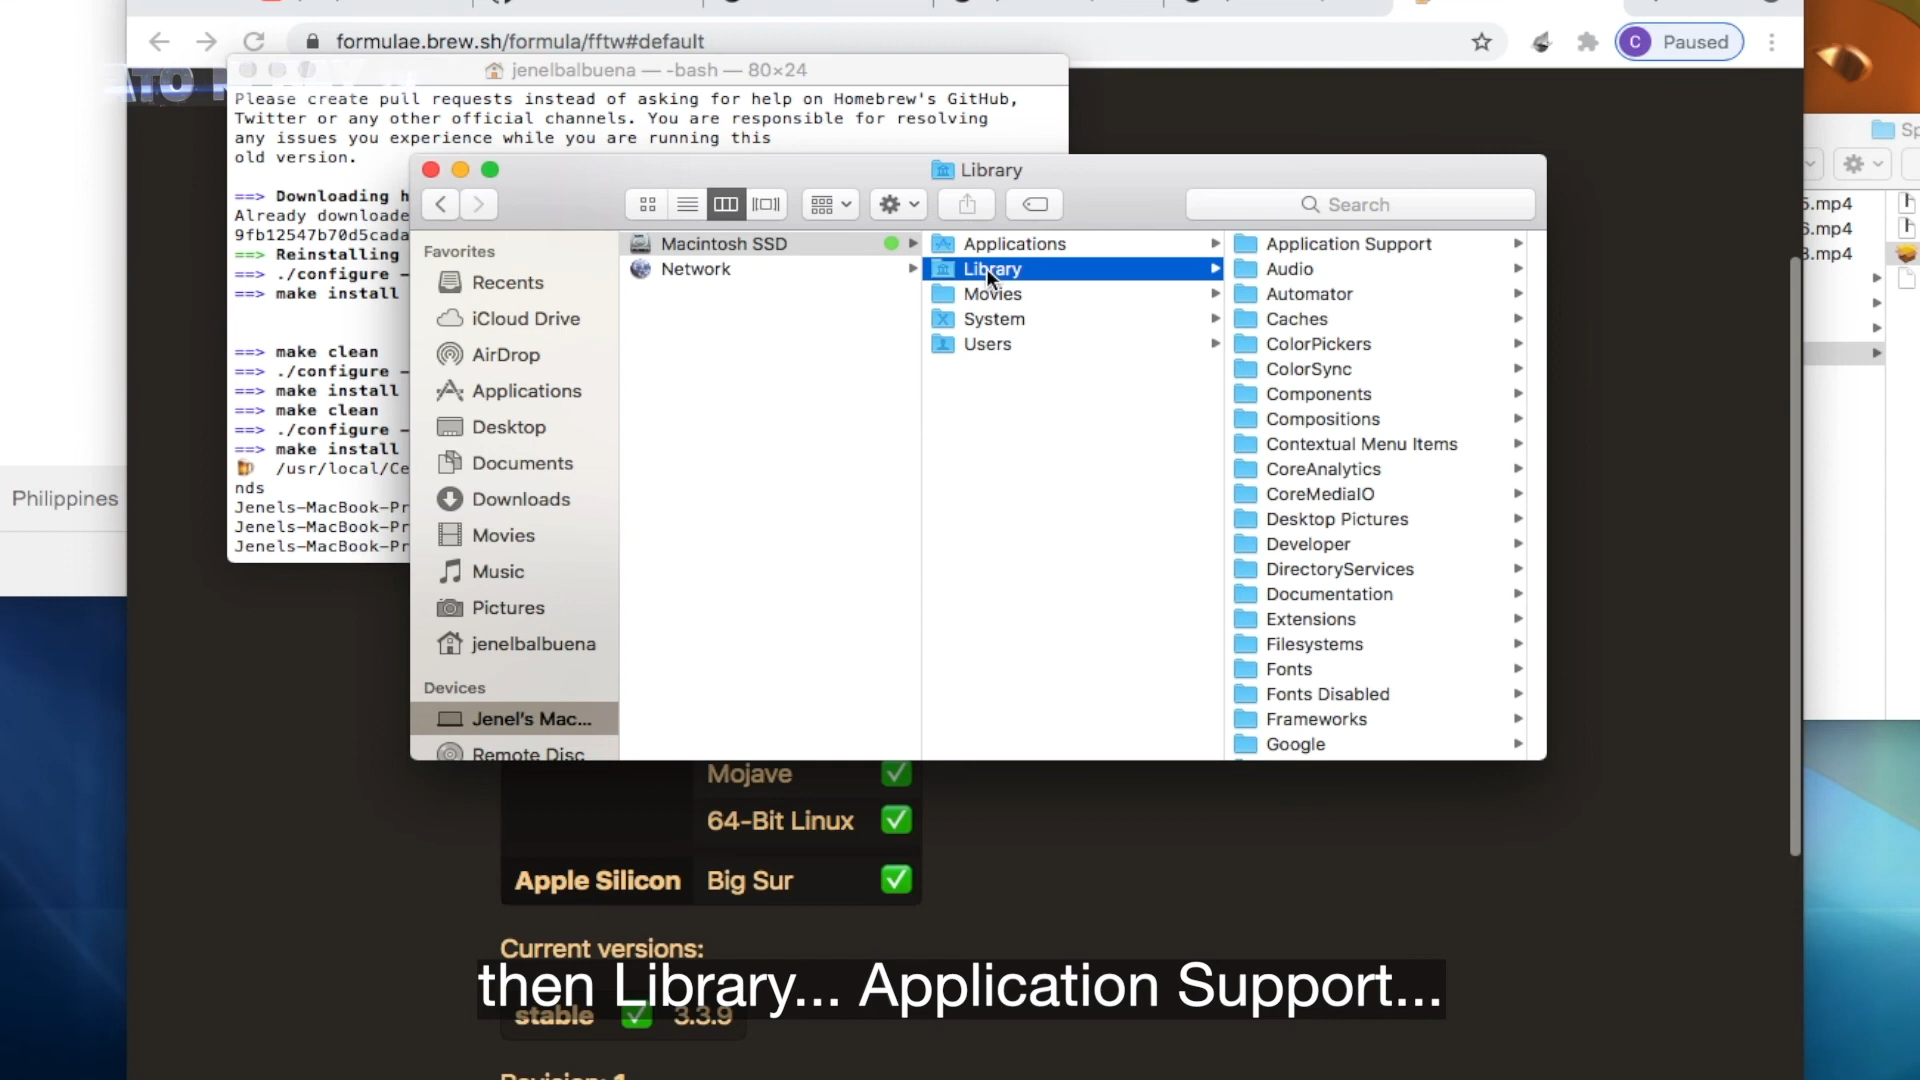 formulae.brew.sh/formula/fftw#default
C Paused
jenelbalbuena — -bash — 80×24
Please create pull requests instead of asking for help on Homebrew's GitHub,
Twitter or any other official channels. You are responsible for resolving
any issues you experience while you are running this
old version.
==> Downloading h
Already downloade
9fb12547b70d5cada
==> Reinstalling
==> ./configure –
==> make install
==> make clean
==> ./configure –
==> make install
==> make clean
==> ./configure –
==> make install
/usr/local/Ce
nds
Jenels-MacBook-Pr
Jenels-MacBook-Pr
Jenels-MacBook-Pr
Philippines
Library
Search
Favorites
Recents
iCloud Drive
AirDrop
Applications
Desktop
Documents
Downloads
Movies
Music
Pictures
jenelbalbuena
Devices
Jenel's Mac...
Remote Disc
Macintosh SSD
Network
Applications
Library
Movies
System
Users
Application Support
Audio
Automator
Caches
ColorPickers
ColorSync
Components
Compositions
Contextual Menu Items
CoreAnalytics
CoreMediaIO
Desktop Pictures
Developer
DirectoryServices
Documentation
Extensions
Filesystems
Fonts
Fonts Disabled
Frameworks
Google
.mp4
.mp4
.mp4
Mojave ✅
64-Bit Linux ✅
Apple Silicon Big Sur ✅
Current versions:
then Library... Application Support...
stable ✅ 3.3.9